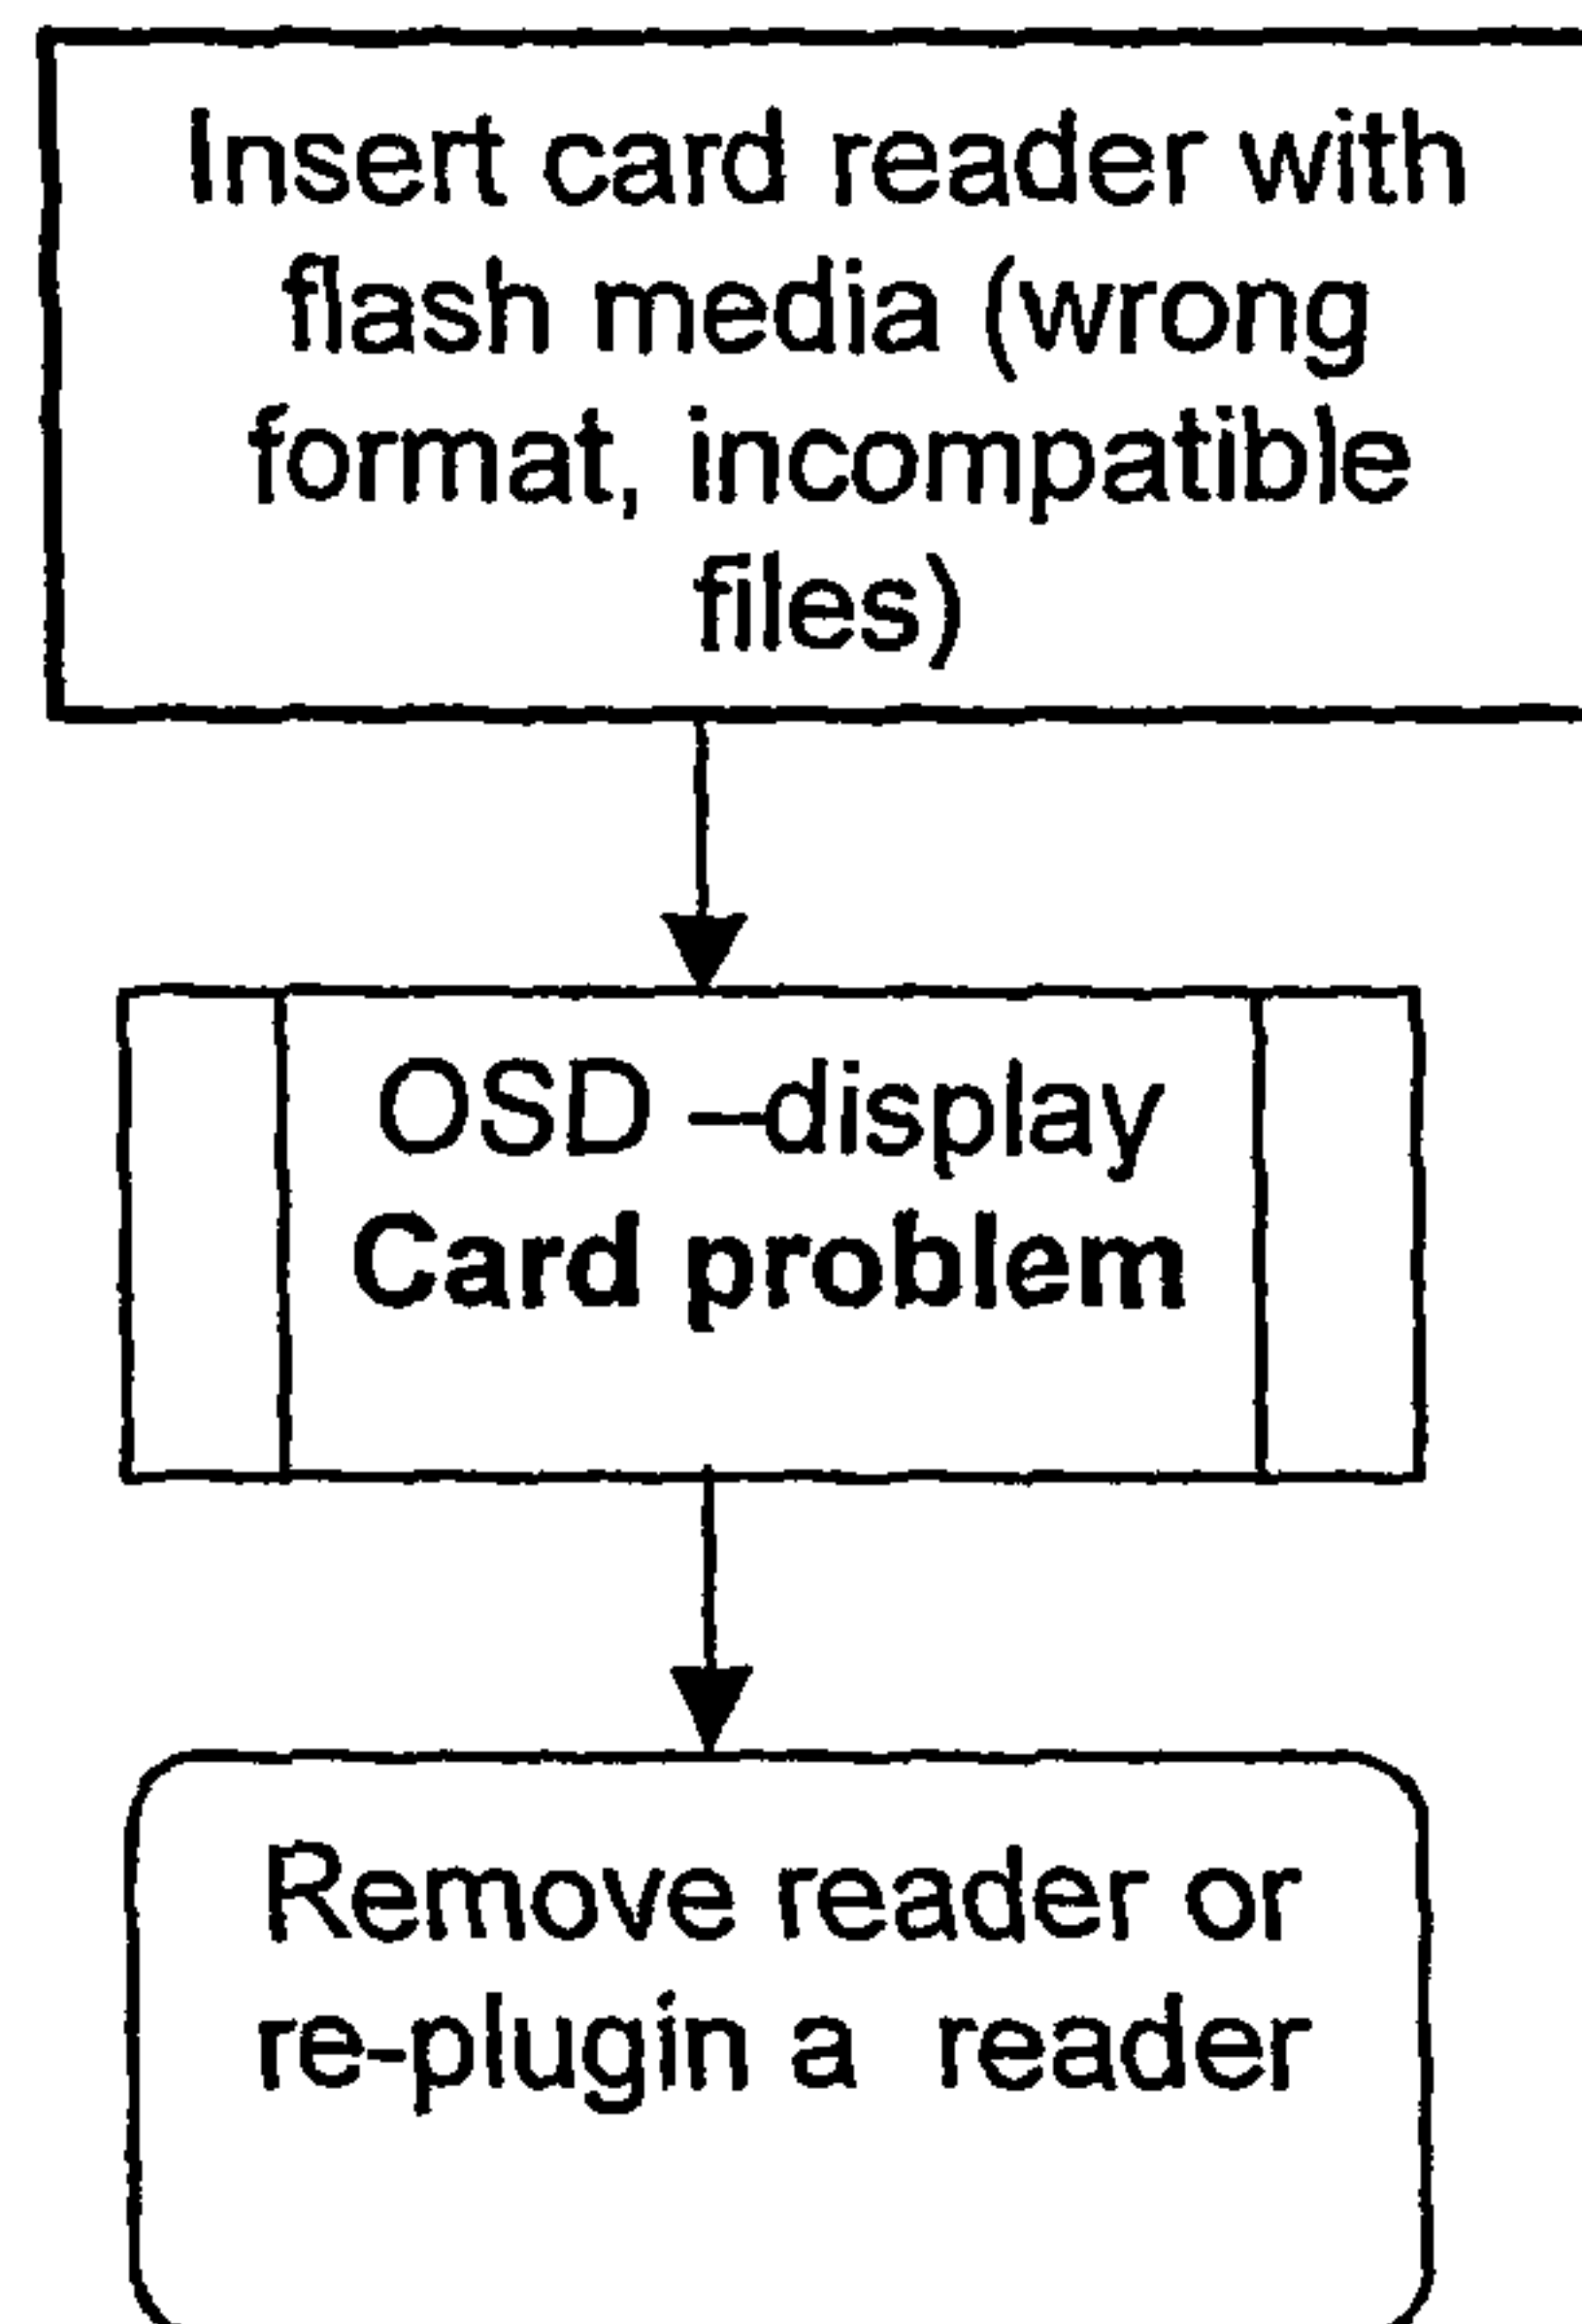 Insert card reader with
flash media (wrong
format, incompatible
files)
OSD –display
Card problem
Remove reader or
re-plugin a reader